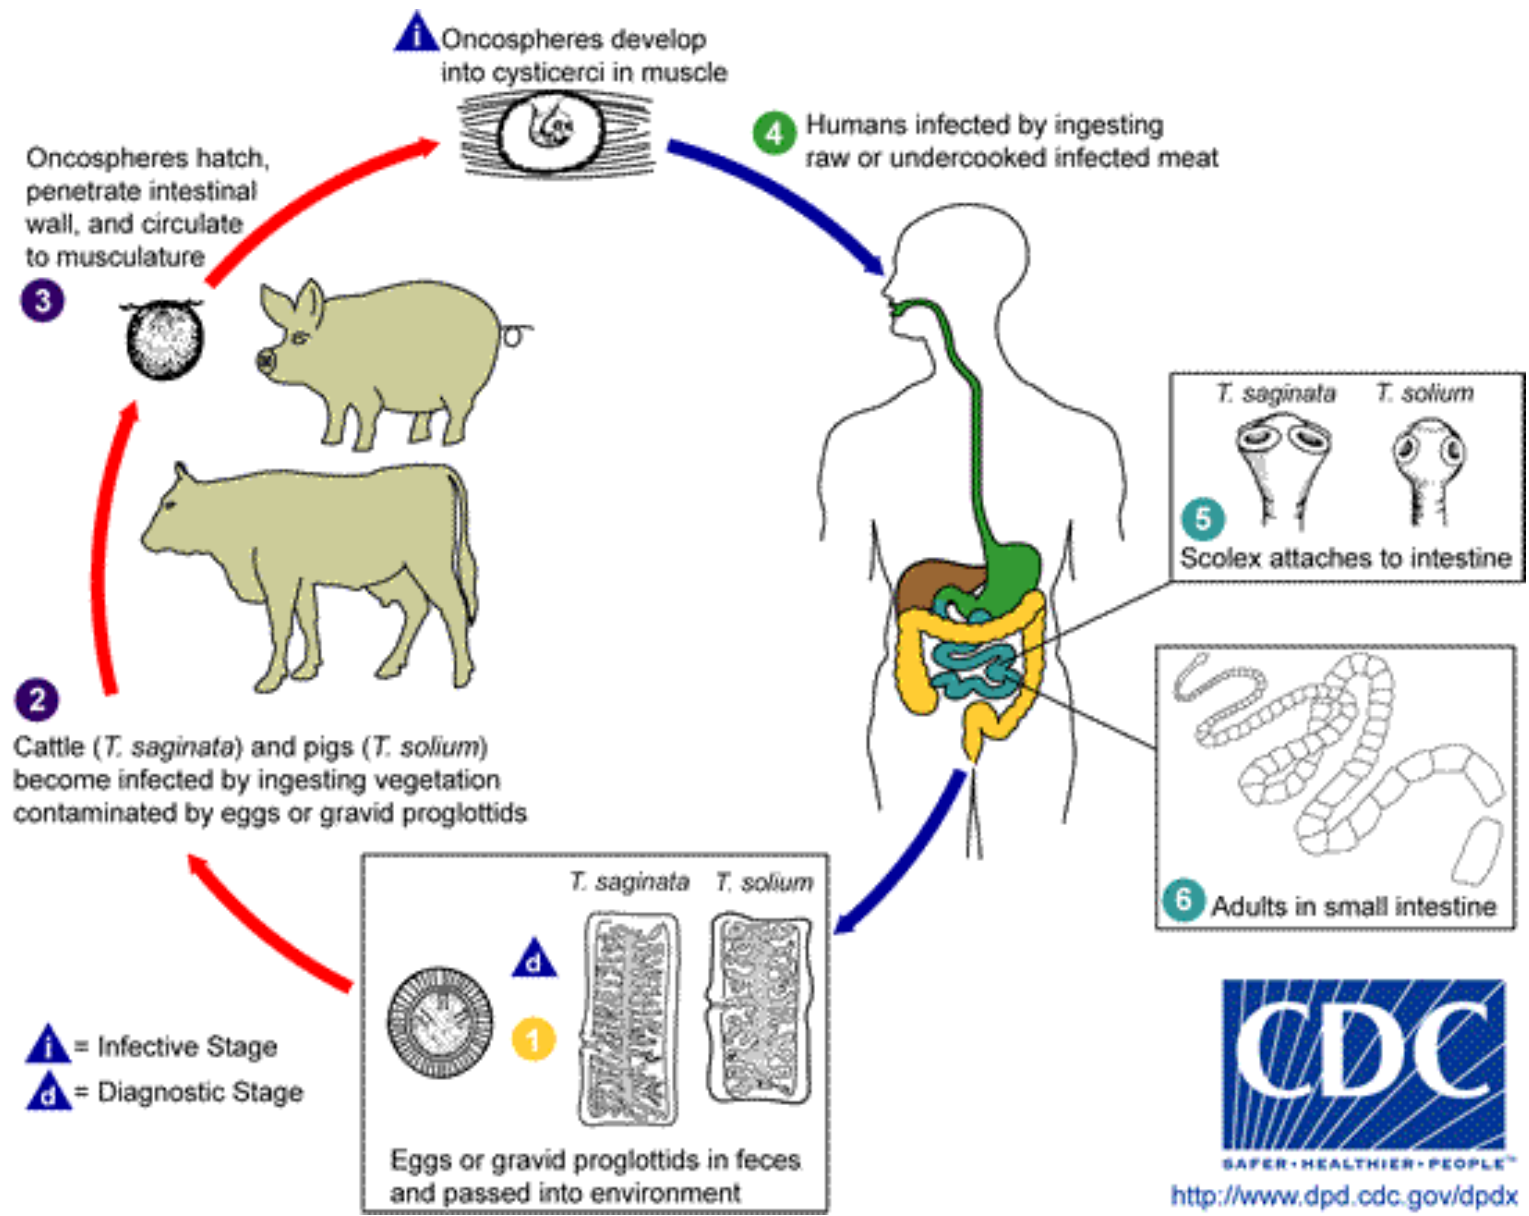 i
Oncospheres develop
into cysticerci in muscle
4
Humans infected by ingesting
raw or undercooked infected meat
Oncospheres hatch,
penetrate intestinal
wall, and circulate
to musculature
3
T. saginata T. solium
5
Scolex attaches to intestine
2
Cattle (T. saginata) and pigs (T. solium)
become infected by ingesting vegetation
contaminated by eggs or gravid proglottids
6
Adults in small intestine
T. saginata T. solium
d
1
Eggs or gravid proglottids in feces
and passed into environment
i = Infective Stage
d = Diagnostic Stage
CDC
SAFER • HEALTHIER • PEOPLE™
http://www.dpd.cdc.gov/dpdx